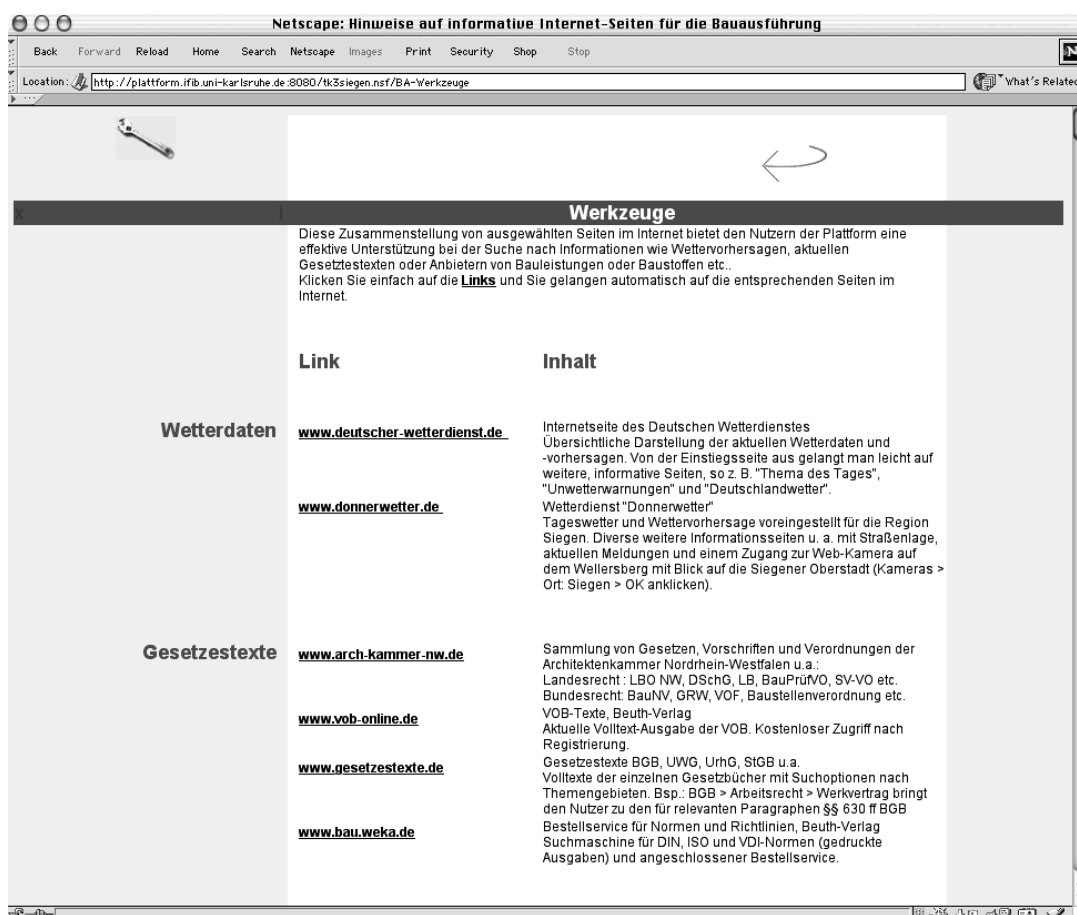 Netscape: Hinweise auf informative Internet-Seiten für die Bauausführung
Back Forward Reload Home Search Netscape Images Print Security Shop Stop
Location: http://plattform.ifib.uni-karlsruhe.de:8080/tk3siegen.nsf/BA-Werkzeuge What's Related
x i Werkzeuge
Diese Zusammenstellung von ausgewählten Seiten im Internet bietet den Nutzern der Plattform eine
effektive Unterstützung bei der Suche nach Informationen wie Wettervorhersagen, aktuellen
Gesetztestexten oder Anbietern von Bauleistungen oder Baustoffen etc..
Klicken Sie einfach auf die Links und Sie gelangen automatisch auf die entsprechenden Seiten im
Internet.
Link Inhalt
Wetterdaten www.deutscher-wetterdienst.de Internetseite des Deutschen Wetterdienstes
Übersichtliche Darstellung der aktuellen Wetterdaten und
-vorhersagen. Von der Einstiegsseite aus gelangt man leicht auf
weitere, informative Seiten, so z. B. "Thema des Tages",
"Unwetterwarnungen" und "Deutschlandwetter".
www.donnerwetter.de Wetterdienst "Donnerwetter"
Tageswetter und Wettervorhersage voreingestellt für die Region
Siegen. Diverse weitere Informationsseiten u. a. mit Straßenlage,
aktuellen Meldungen und einem Zugang zur Web-Kamera auf
dem Wellersberg mit Blick auf die Siegener Oberstadt (Kameras >
Ort: Siegen > OK anklicken).
Gesetzestexte www.arch-kammer-nw.de Sammlung von Gesetzen, Vorschriften und Verordnungen der
Architektenkammer Nordrhein-Westfalen u.a.:
Landesrecht : LBO NW, DSchG, LB, BauPrüfVO, SV-VO etc.
Bundesrecht: BauNV, GRW, VOF, Baustellenverordnung etc.
www.vob-online.de VOB-Texte, Beuth-Verlag
Aktuelle Volltext-Ausgabe der VOB. Kostenloser Zugriff nach
Registrierung.
www.gesetzestexte.de Gesetzestexte BGB, UWG, UrhG, StGB u.a.
Volltexte der einzelnen Gesetzbücher mit Suchoptionen nach
Themengebieten. Bsp.: BGB > Arbeitsrecht > Werkvertrag bringt
den Nutzer zu den für relevanten Paragraphen §§ 630 ff BGB
www.bau.weka.de Bestellservice für Normen und Richtlinien, Beuth-Verlag
Suchmaschine für DIN, ISO und VDI-Normen (gedruckte
Ausgaben) und angeschlossener Bestellservice.